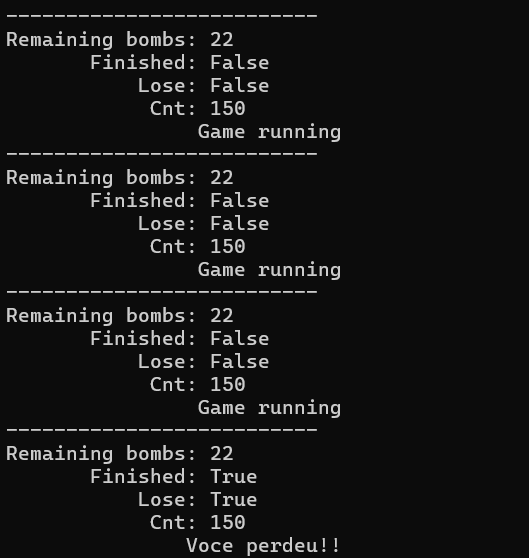 --------------------------
Remaining bombs: 22
Finished: False
Lose: False
Cnt: 150
Game running
--------------------------
Remaining bombs: 22
Finished: False
Lose: False
Cnt: 150
Game running
--------------------------
Remaining bombs: 22
Finished: False
Lose: False
Cnt: 150
Game running
--------------------------
Remaining bombs: 22
Finished: True
Lose: True
Cnt: 150
Voce perdeu!!